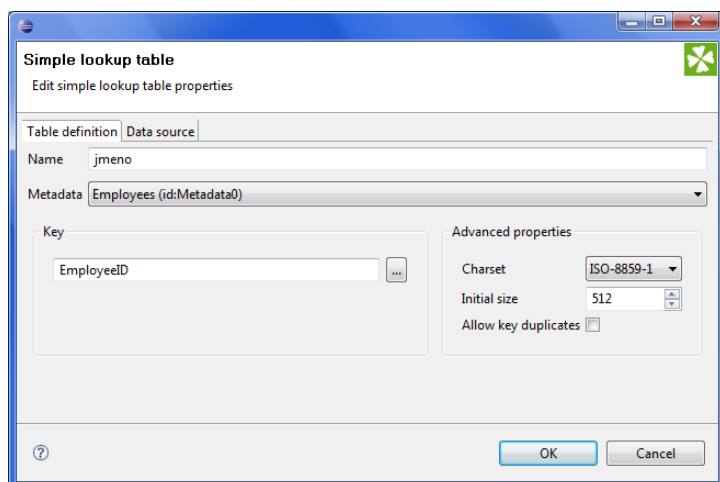 Simple lookup table
Edit simple lookup table properties
Table definition Data source
Name jmeno
Metadata Employees (id:Metadata0)
Key
EmployeeID ...
Advanced properties
Charset ISO-8859-1
Initial size 512
Allow key duplicates
? OK Cancel